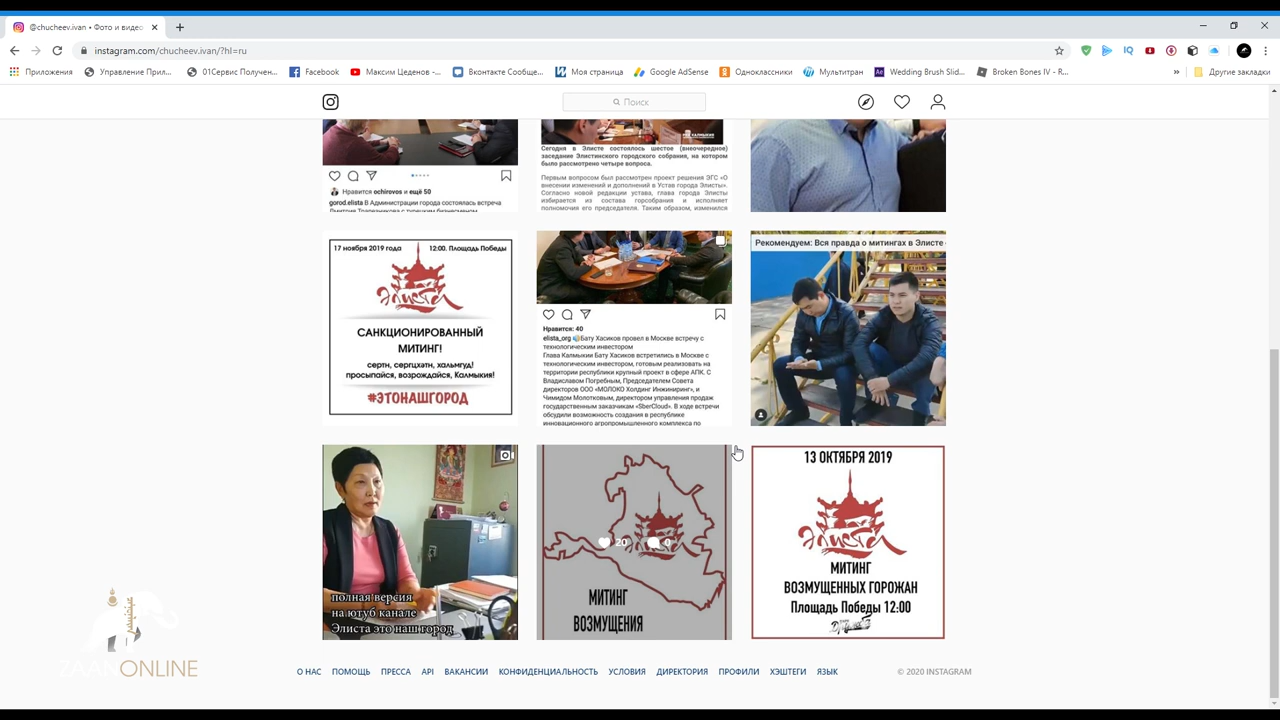 @chucheev.ivan • Фото и видео
instagram.com/chucheev.ivan/?hl=ru
Приложения
Управление Прил...
01Сервис Получен...
Facebook
Максим Цеденов -...
Вконтакте Сообще...
Моя страница
Google AdSense
Одноклассники
Мультитран
Wedding Brush Slid...
Broken Bones IV - R...
»
Другие закладки
Поиск
Нравится ochirovos и ещё 50
gorod.elista В Администрации города состоялась встреча
Дмитрия Трапезникова с турецким бизнесменом
Сегодня в Элисте состоялось шестое (внеочередное)
заседание Элистинского городского собрания, на котором
было рассмотрено четыре вопроса.
Первым вопросом был рассмотрен проект решения ЭГС «О
внесении изменений и дополнений в Устав города Элисты».
Согласно новой редакции устава, глава города Элисты
избирается из состава горсобрания и исполняет
полномочия его председателя. Таким образом, изменился
17 ноября 2019 года 12:00. Площадь Победы
Элиста
САНКЦИОНИРОВАННЫЙ
МИТИНГ!
сертн, сергцхәтн, хальмгуд!
просыпайся, возрождайся, Калмыкия!
#ЭТОНАШГОРОД
Нравится: 40
elista_org Бату Хасиков провел в Москве встречу с
технологическим инвестором
Глава Калмыкии Бату Хасиков встретились в Москве с
технологическим инвестором, готовым реализовать на
территории республики крупный проект в сфере АПК. С
Владиславом Погребным, Председателем Совета
директоров ООО «МОЛОКО Холдинг Инжиниринг», и
Чимидом Молотковым, директором управления продаж
государственным заказчикам «SberCloud». В ходе встречи
обсудили возможность создания в республике
инновационного агропромышленного комплекса по
Рекомендуем: Вся правда о митингах в Элисте
полная версия
на ютуб канале
Элиста это наш город
20 0
МИТИНГ
ВОЗМУЩЕНИЯ
13 ОКТЯБРЯ 2019
Элиста
МИТИНГ
ВОЗМУЩЕННЫХ ГОРОЖАН
Площадь Победы 12:00
ZAANONLINE
О НАС ПОМОЩЬ ПРЕССА API ВАКАНСИИ КОНФИДЕНЦИАЛЬНОСТЬ УСЛОВИЯ ДИРЕКТОРИЯ ПРОФИЛИ ХЭШТЕГИ ЯЗЫК © 2020 INSTAGRAM